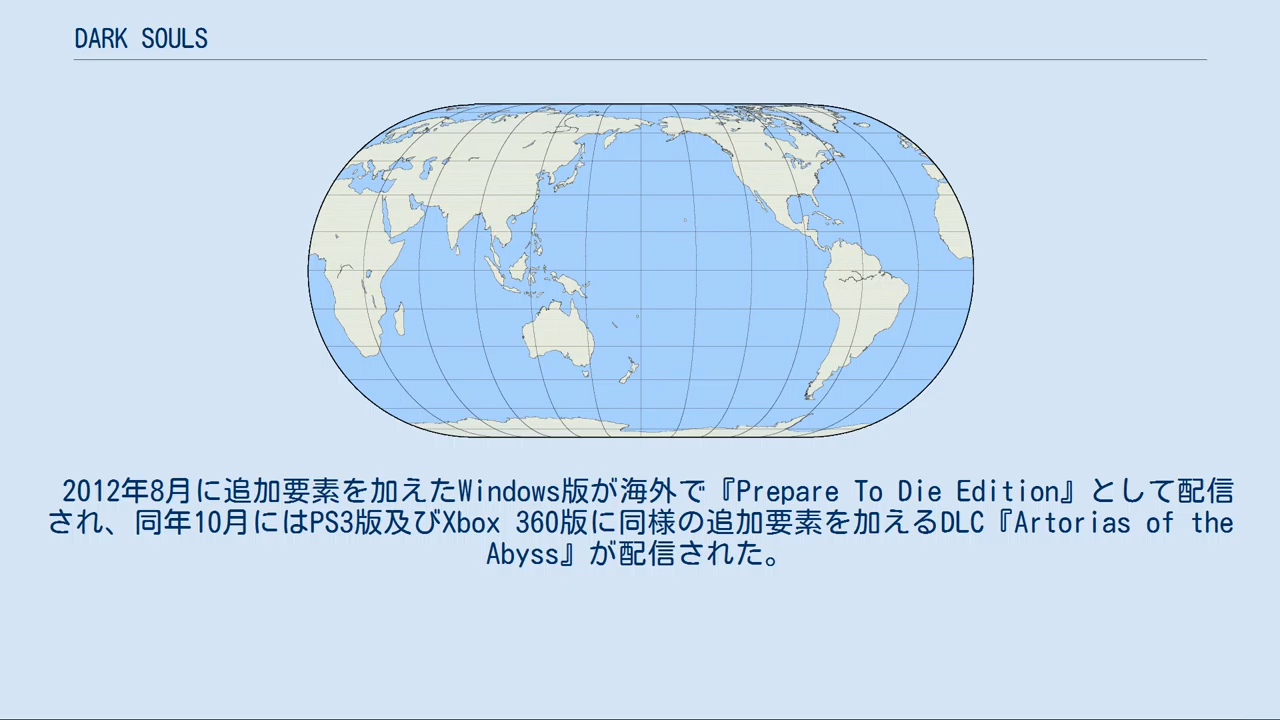 DARK SOULS
2012年8月に追加要素を加えたWindows版が海外で『Prepare To Die Edition』として配信
され、同年10月にはPS3版及びXbox 360版に同様の追加要素を加えるDLC『Artorias of the
Abyss』が配信された。